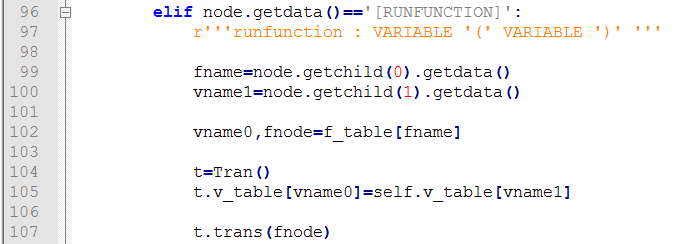 96 elif node.getdata()=='[RUNFUNCTION]':
97 r'''runfunction : VARIABLE '(' VARIABLE ')' '''
98
99 fname=node.getchild(0).getdata()
100 vname1=node.getchild(1).getdata()
101
102 vname0,fnode=f_table[fname]
103
104 t=Tran()
105 t.v_table[vname0]=self.v_table[vname1]
106
107 t.trans(fnode)